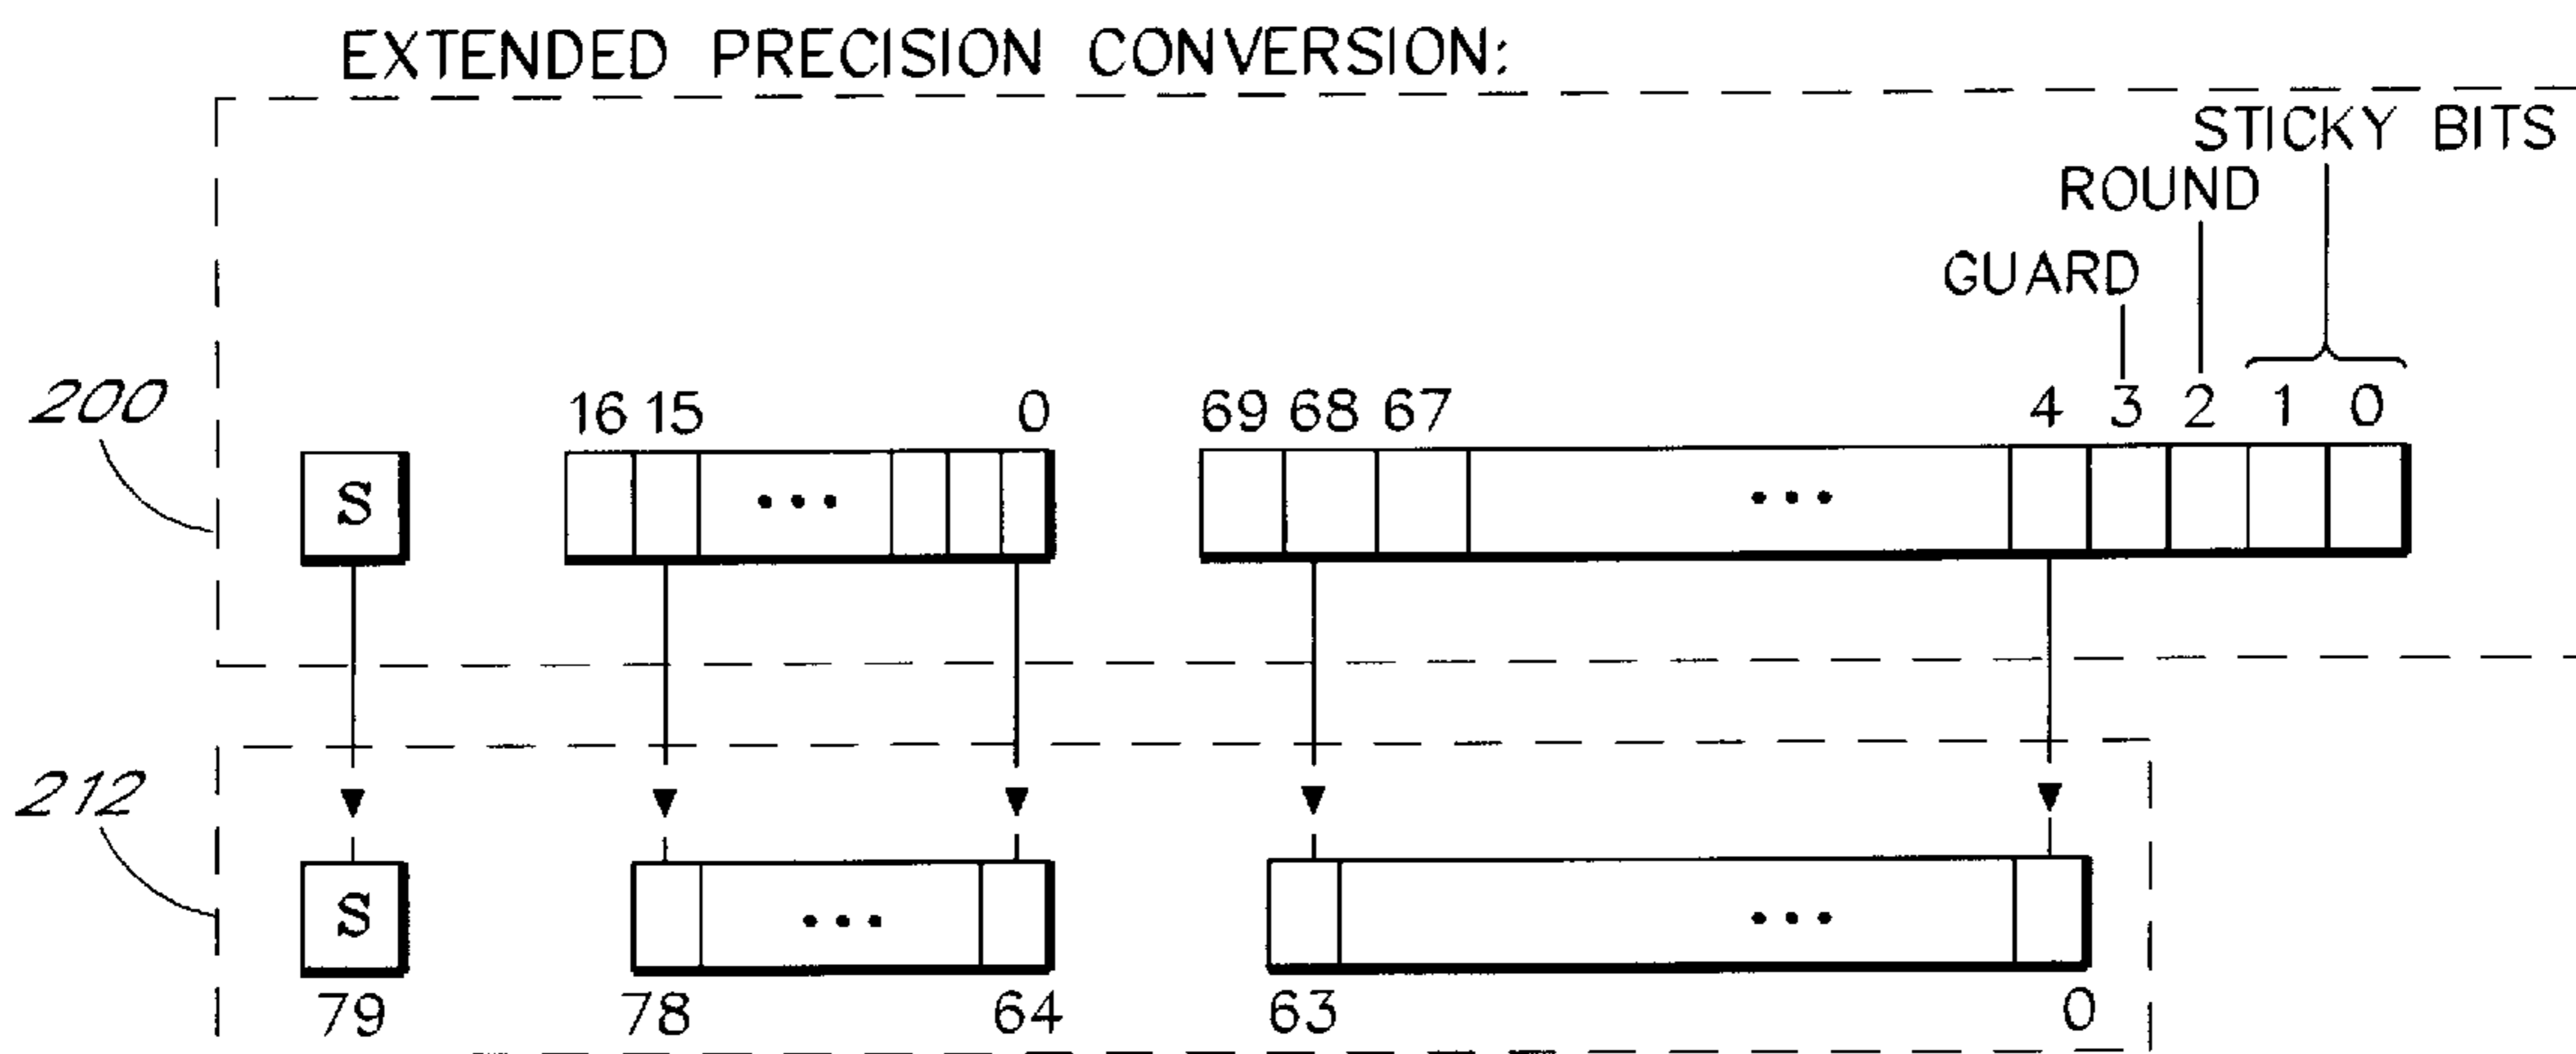 EXTENDED PRECISION CONVERSION:
STICKY BITS
ROUND
GUARD
200
16 15 0 69 68 67 4 3 2 1 0
S ... ...
212
S ... ...
79 78 64 63 0